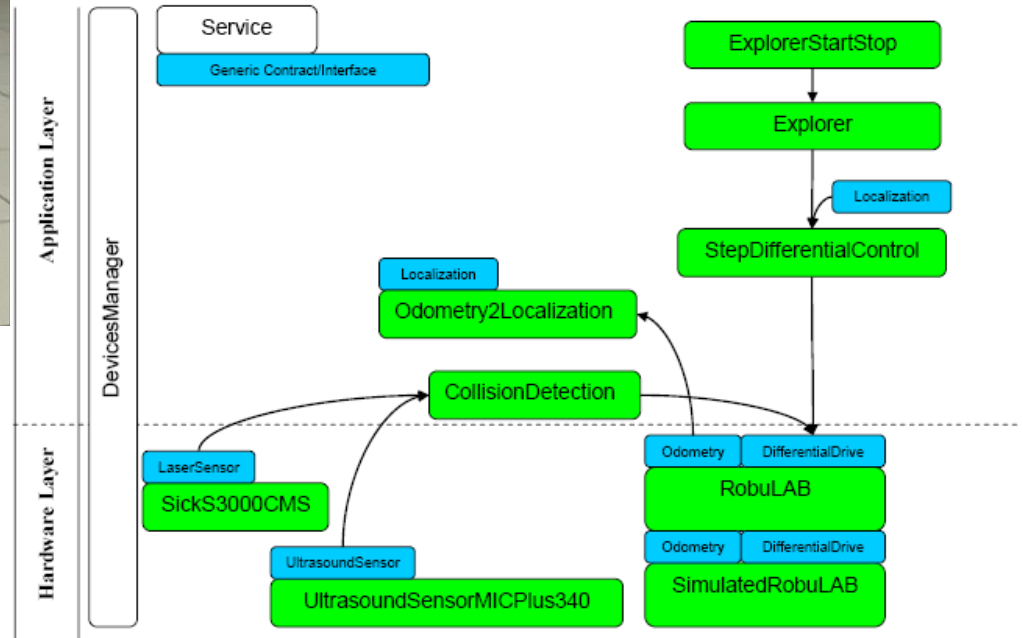 Service
Generic Contract/Interface
ExplorerStartStop
Explorer
Localization
StepDifferentialControl
Application Layer
DevicesManager
Localization
Odometry2Localization
CollisionDetection
Hardware Layer
LaserSensor
SickS3000CMS
UltrasoundSensor
UltrasoundSensorMICPlus340
Odometry DifferentialDrive
RobuLAB
Odometry DifferentialDrive
SimulatedRobuLAB